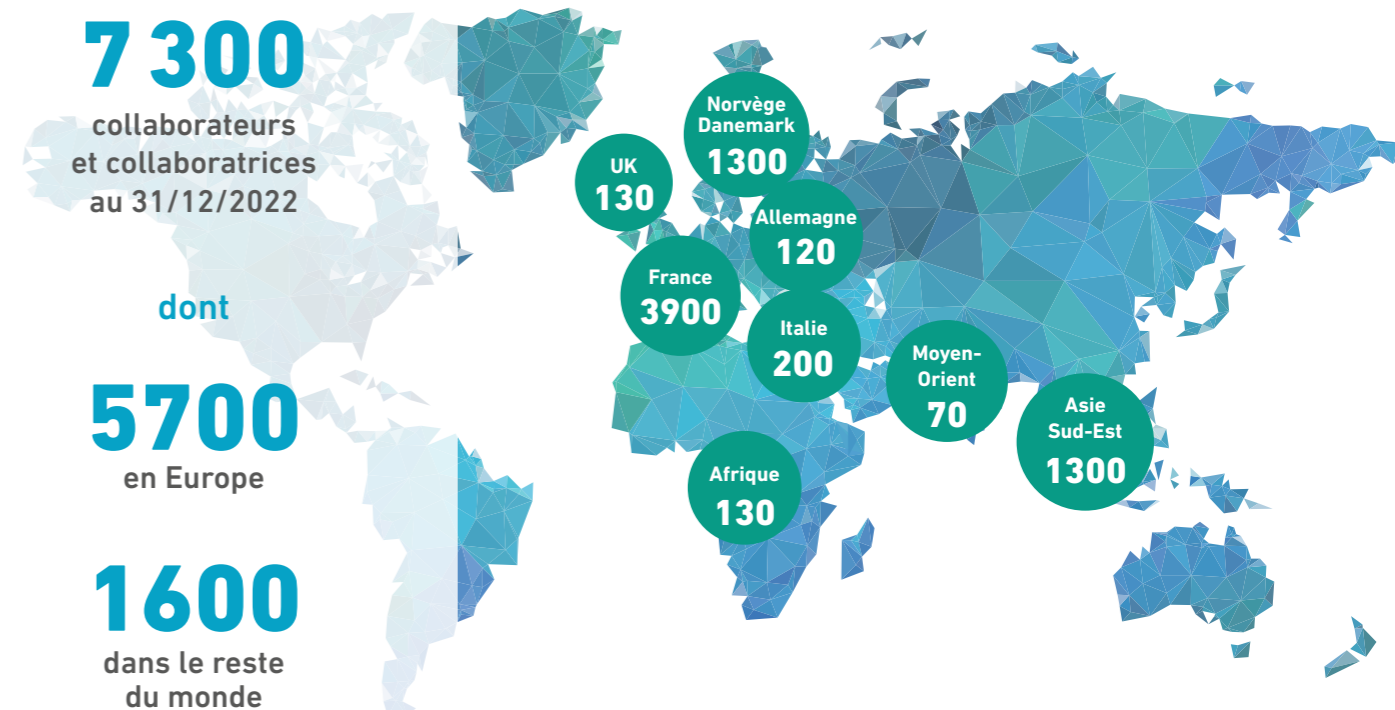 7 300
collaborateurs
et collaboratrices
au 31/12/2022
dont
5700
en Europe
1600
dans le reste
du monde
Norvège
Danemark
1300
UK
130
Allemagne
120
France
3900
Italie
200
Moyen-
Orient
70
Asie
Sud-Est
1300
Afrique
130